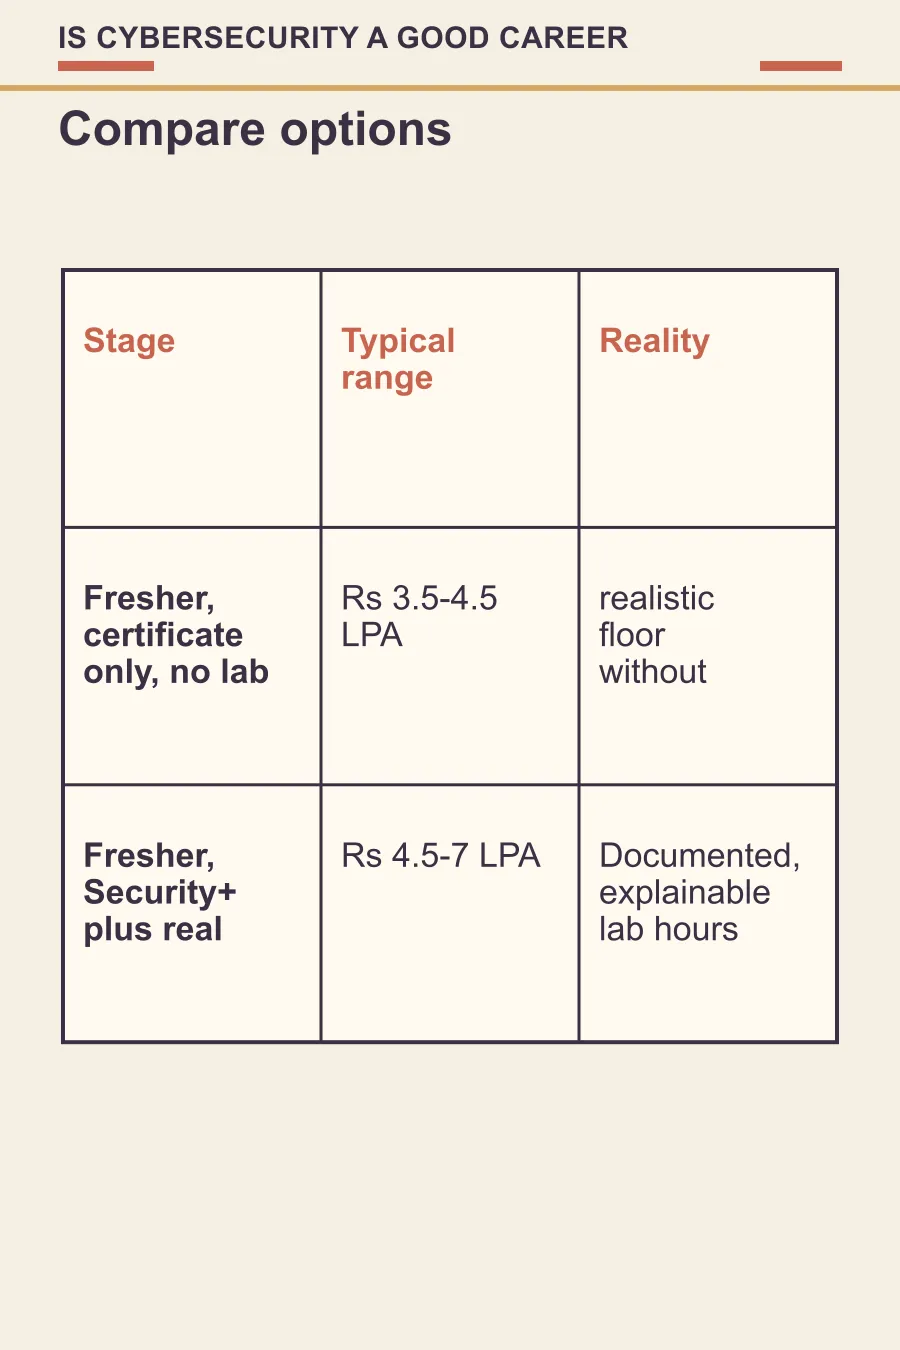 IS CYBERSECURITY A GOOD CAREER
Compare options
Stage
Typical
range
Reality
Fresher,
certificate
only, no lab
Rs 3.5-4.5
LPA
realistic
floor
without
Fresher,
Security+
plus real
Rs 4.5-7 LPA
Documented,
explainable
lab hours